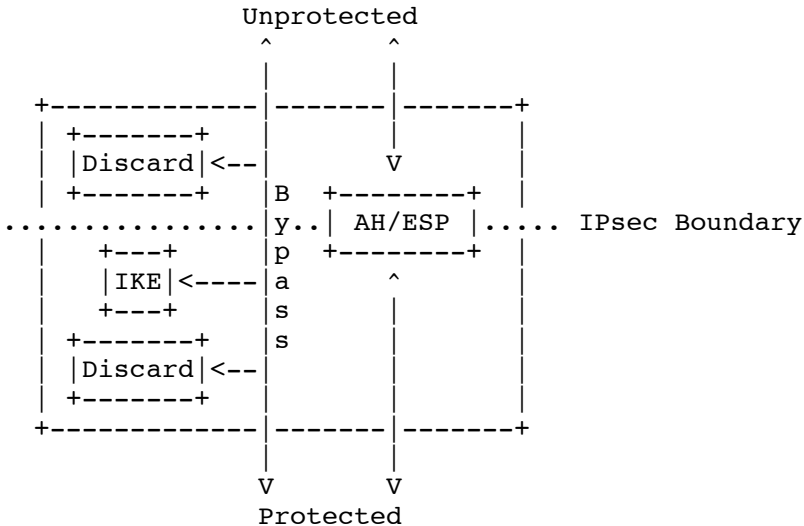 Unprotected
Discard
B
AH/ESP
y
IPsec Boundary
p
IKE
a
s
s
Discard
Protected